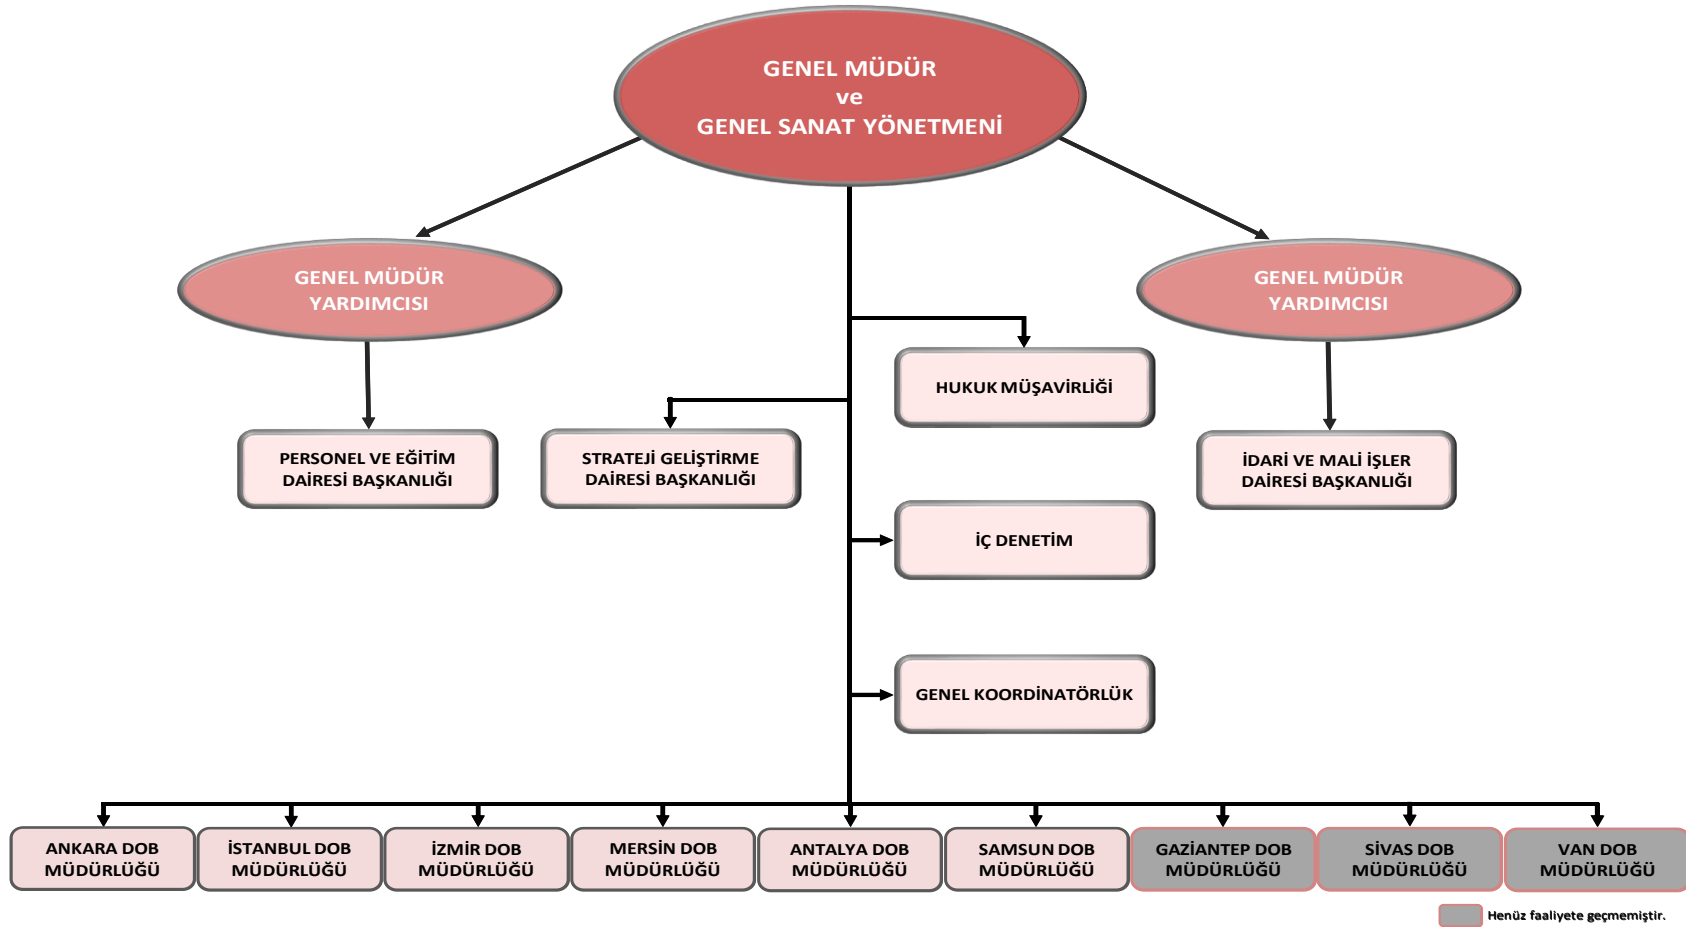 GENEL MÜDÜR
ve
GENEL SANAT YÖNETMENİ
GENEL MÜDÜR
YARDIMCISI
GENEL MÜDÜR
YARDIMCISI
HUKUK MÜŞAVİRLİĞİ
PERSONEL VE EĞİTİM
DAİRESİ BAŞKANLIĞI
STRATEJİ GELİŞTİRME
DAİRESİ BAŞKANLIĞI
İDARİ VE MALİ İŞLER
DAİRESİ BAŞKANLIĞI
İÇ DENETİM
GENEL KOORDİNATÖRLÜK
ANKARA DOB
MÜDÜRLÜĞÜ
İSTANBUL DOB
MÜDÜRLÜĞÜ
İZMİR DOB
MÜDÜRLÜĞÜ
MERSİN DOB
MÜDÜRLÜĞÜ
ANTALYA DOB
MÜDÜRLÜĞÜ
SAMSUN DOB
MÜDÜRLÜĞÜ
GAZİANTEP DOB
MÜDÜRLÜĞÜ
SİVAS DOB
MÜDÜRLÜĞÜ
VAN DOB
MÜDÜRLÜĞÜ
Henüz faaliyete geçmemiştir.